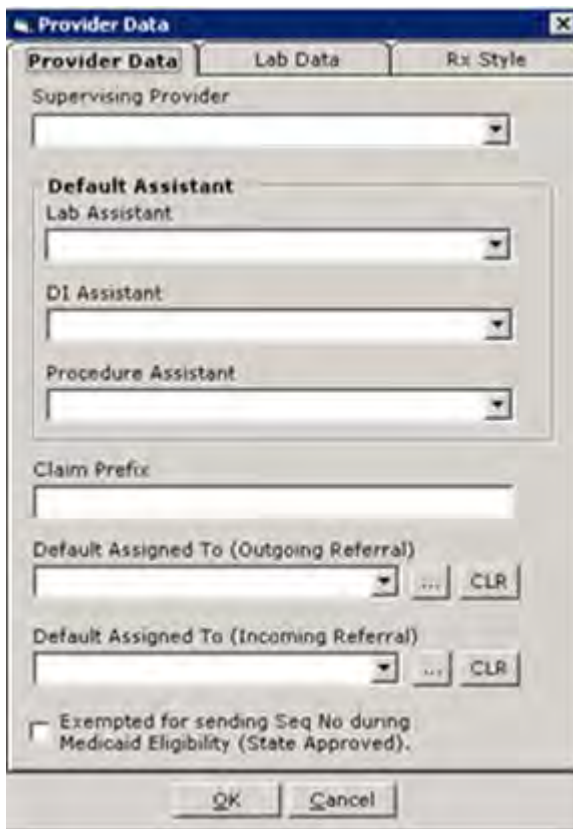 Provider Data
Provider Data Lab Data Rx Style
Supervising Provider
Default Assistant
Lab Assistant
DI Assistant
Procedure Assistant
Claim Prefix
Default Assigned To (Outgoing Referral)
... CLR
Default Assigned To (Incoming Referral)
... CLR
Exempted for sending Seq No during
Medicaid Eligibility (State Approved).
OK Cancel